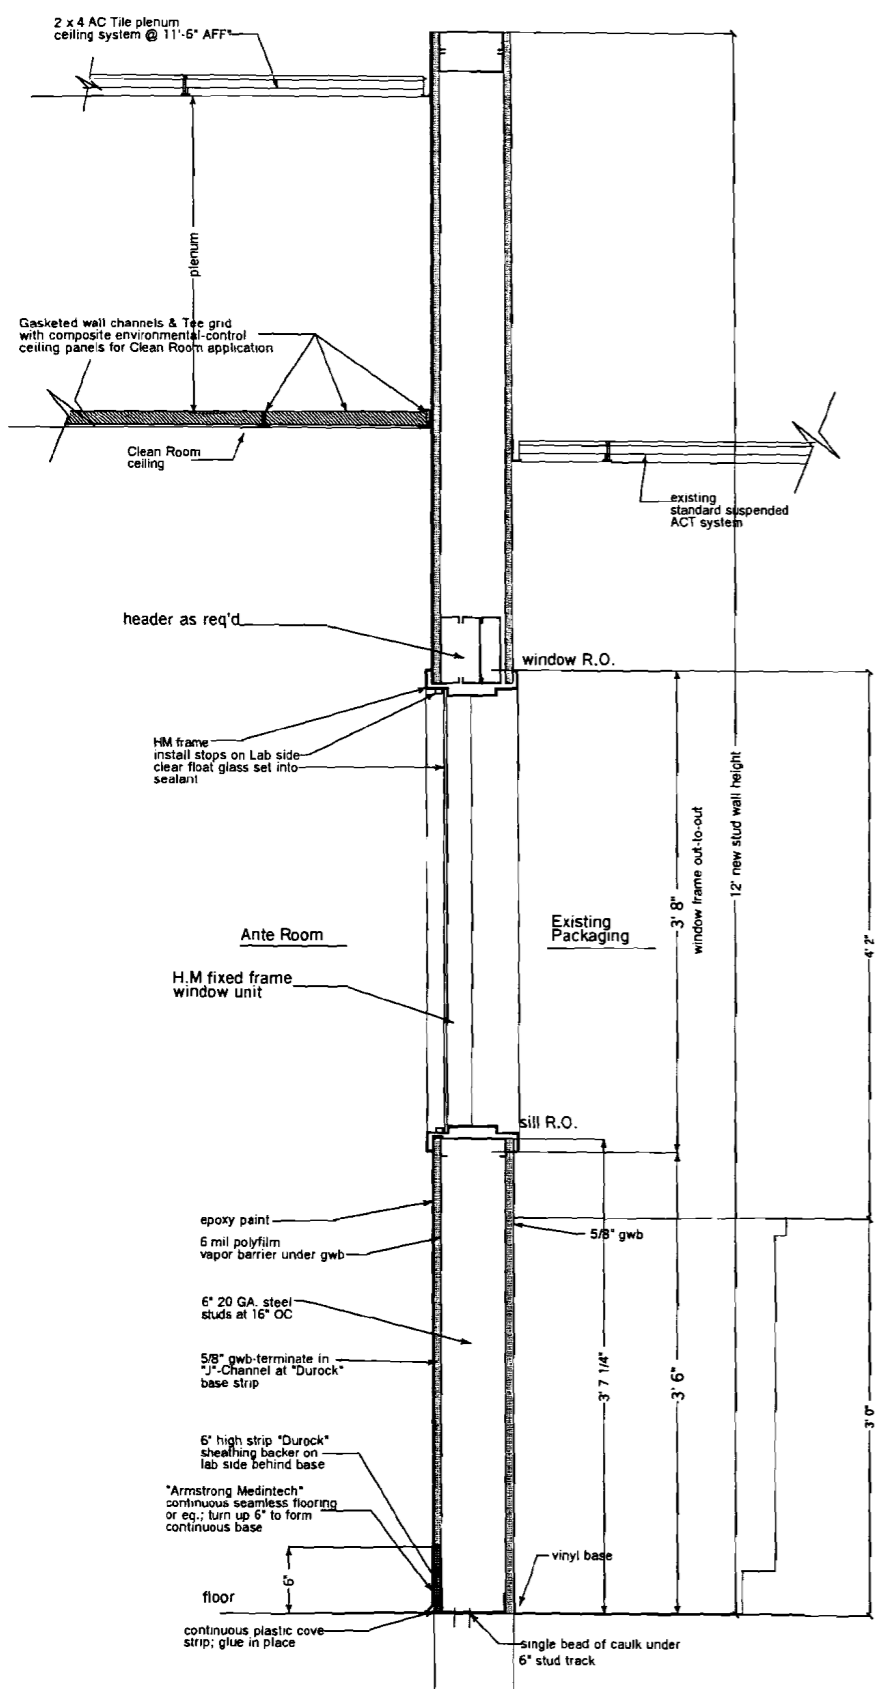 2 x 4 AC Tile plenum
ceiling system @ 11'-6" AFF"
plenum
Gasketed wall channels & Tee grid
with composite environmental-control
ceiling panels for Clean Room application
Clean Room
ceiling
existing
standard suspended
ACT system
header as req'd
window R.O.
HM frame
install stops on Lab side
clear float glass set into
sealant
12' new stud wall height
window frame out-to-out
3' 8"
4' 2"
Ante Room
Existing
Packaging
H.M fixed frame
window unit
sill R.O.
epoxy paint
6 mil polyfilm
vapor barrier under gwb
5/8" gwb
6" 20 GA. steel
studs at 16" OC
5/8" gwb-terminate in
"J"-Channel at "Durock"
base strip
3' 7 1/4"
3' 6"
3' 0"
6" high strip "Durock"
sheathing backer on
lab side behind base
"Armstrong Medintech"
continuous seamless flooring
or eq.; turn up 6" to form
continuous base
6"
vinyl base
floor
continuous plastic cove
strip; glue in place
single bead of caulk under
6" stud track